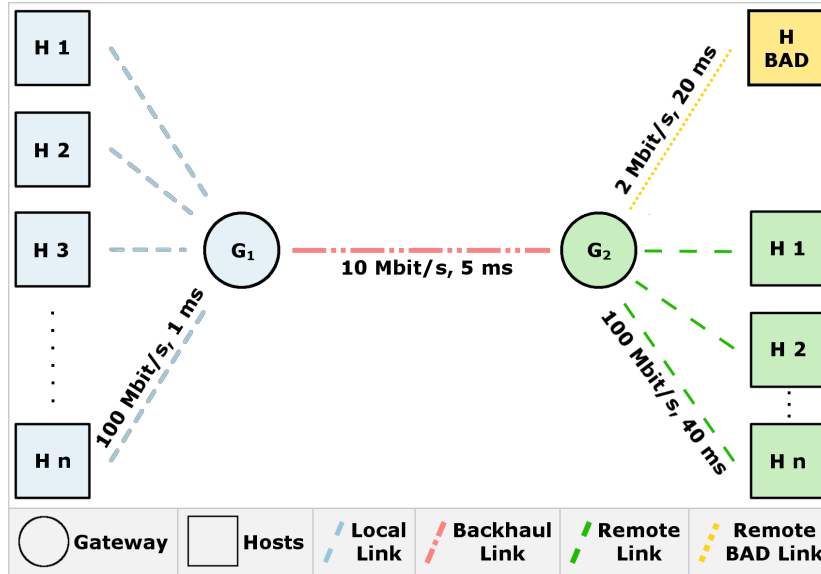 H 1
H 2
H 3
H n
100 Mbit/s, 1 ms
G₁
10 Mbit/s, 5 ms
G₂
2 Mbit/s, 20 ms
100 Mbit/s, 40 ms
H
BAD
H 1
H 2
H n
Gateway
Hosts
Local
Link
Backhaul
Link
Remote
Link
Remote
BAD Link